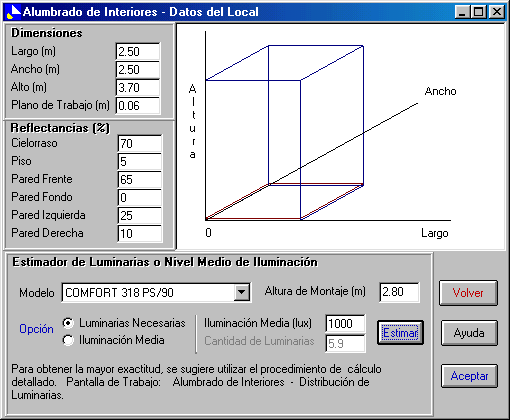 Alumbrado de Interiores - Datos del Local
Dimensiones
Largo (m) 2.50
Ancho (m) 2.50
Alto (m) 3.70
Plano de Trabajo (m) 0.06
Reflectancias (%)
Cielorraso 70
Piso 5
Pared Frente 65
Pared Fondo 0
Pared Izquierda 25
Pared Derecha 10
Altura
Ancho
0
Largo
Estimador de Luminarias o Nivel Medio de Iluminación
Modelo COMFORT 318 PS/90 Altura de Montaje (m) 2.80
Opción Luminarias Necesarias Iluminación Media (lux) 1000
Iluminación Media Cantidad de Luminarias 5.9
Estimar
Volver
Ayuda
Aceptar
Para obtener la mayor exactitud, se sugiere utilizar el procedimiento de cálculo
detallado. Pantalla de Trabajo: Alumbrado de Interiores - Distribución de
Luminarias.